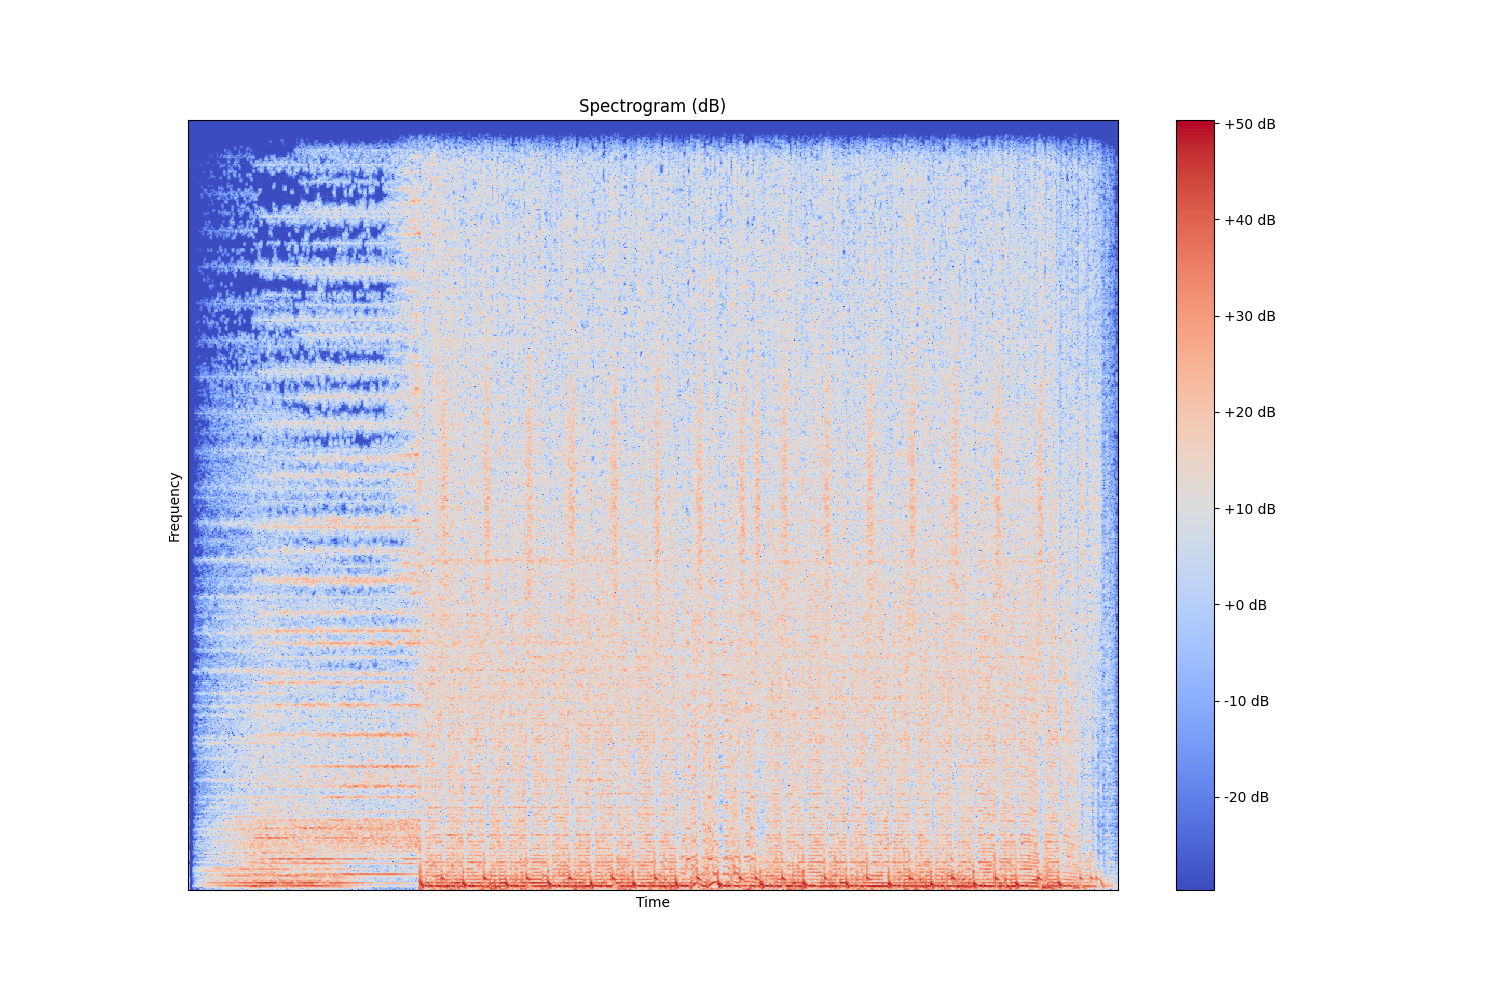 Spectrogram (dB)
Frequency
Time
+50 dB
+40 dB
+30 dB
+20 dB
+10 dB
+0 dB
-10 dB
-20 dB